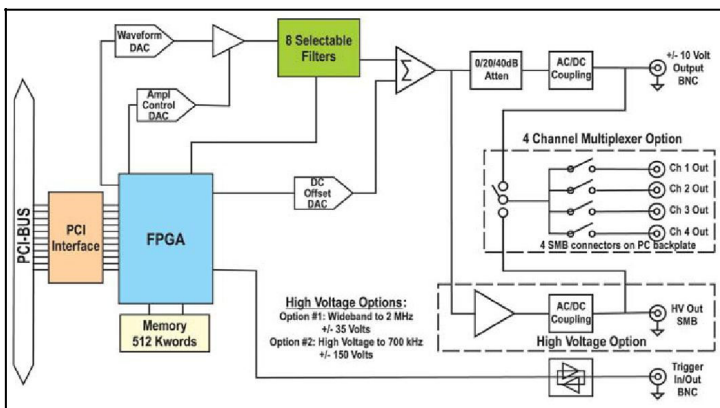 Waveform
DAC
8 Selectable
Filters
Σ
0/20/40dB
Atten
AC/DC
Coupling
+/- 10 Volt
Output
BNC
Ampl
Control
DAC
4 Channel Multiplexer Option
Ch 1 Out
Ch 2 Out
Ch 3 Out
Ch 4 Out
4 SMB connectors on PC backplate
PCI-BUS
PCI
Interface
FPGA
DC
Offset
DAC
Memory
512 Kwords
High Voltage Options:
Option #1: Wideband to 2 MHz
+/- 35 Volts
Option #2: High Voltage to 700 kHz
+/- 150 Volts
AC/DC
Coupling
HV Out
SMB
High Voltage Option
Trigger
In/Out
BNC